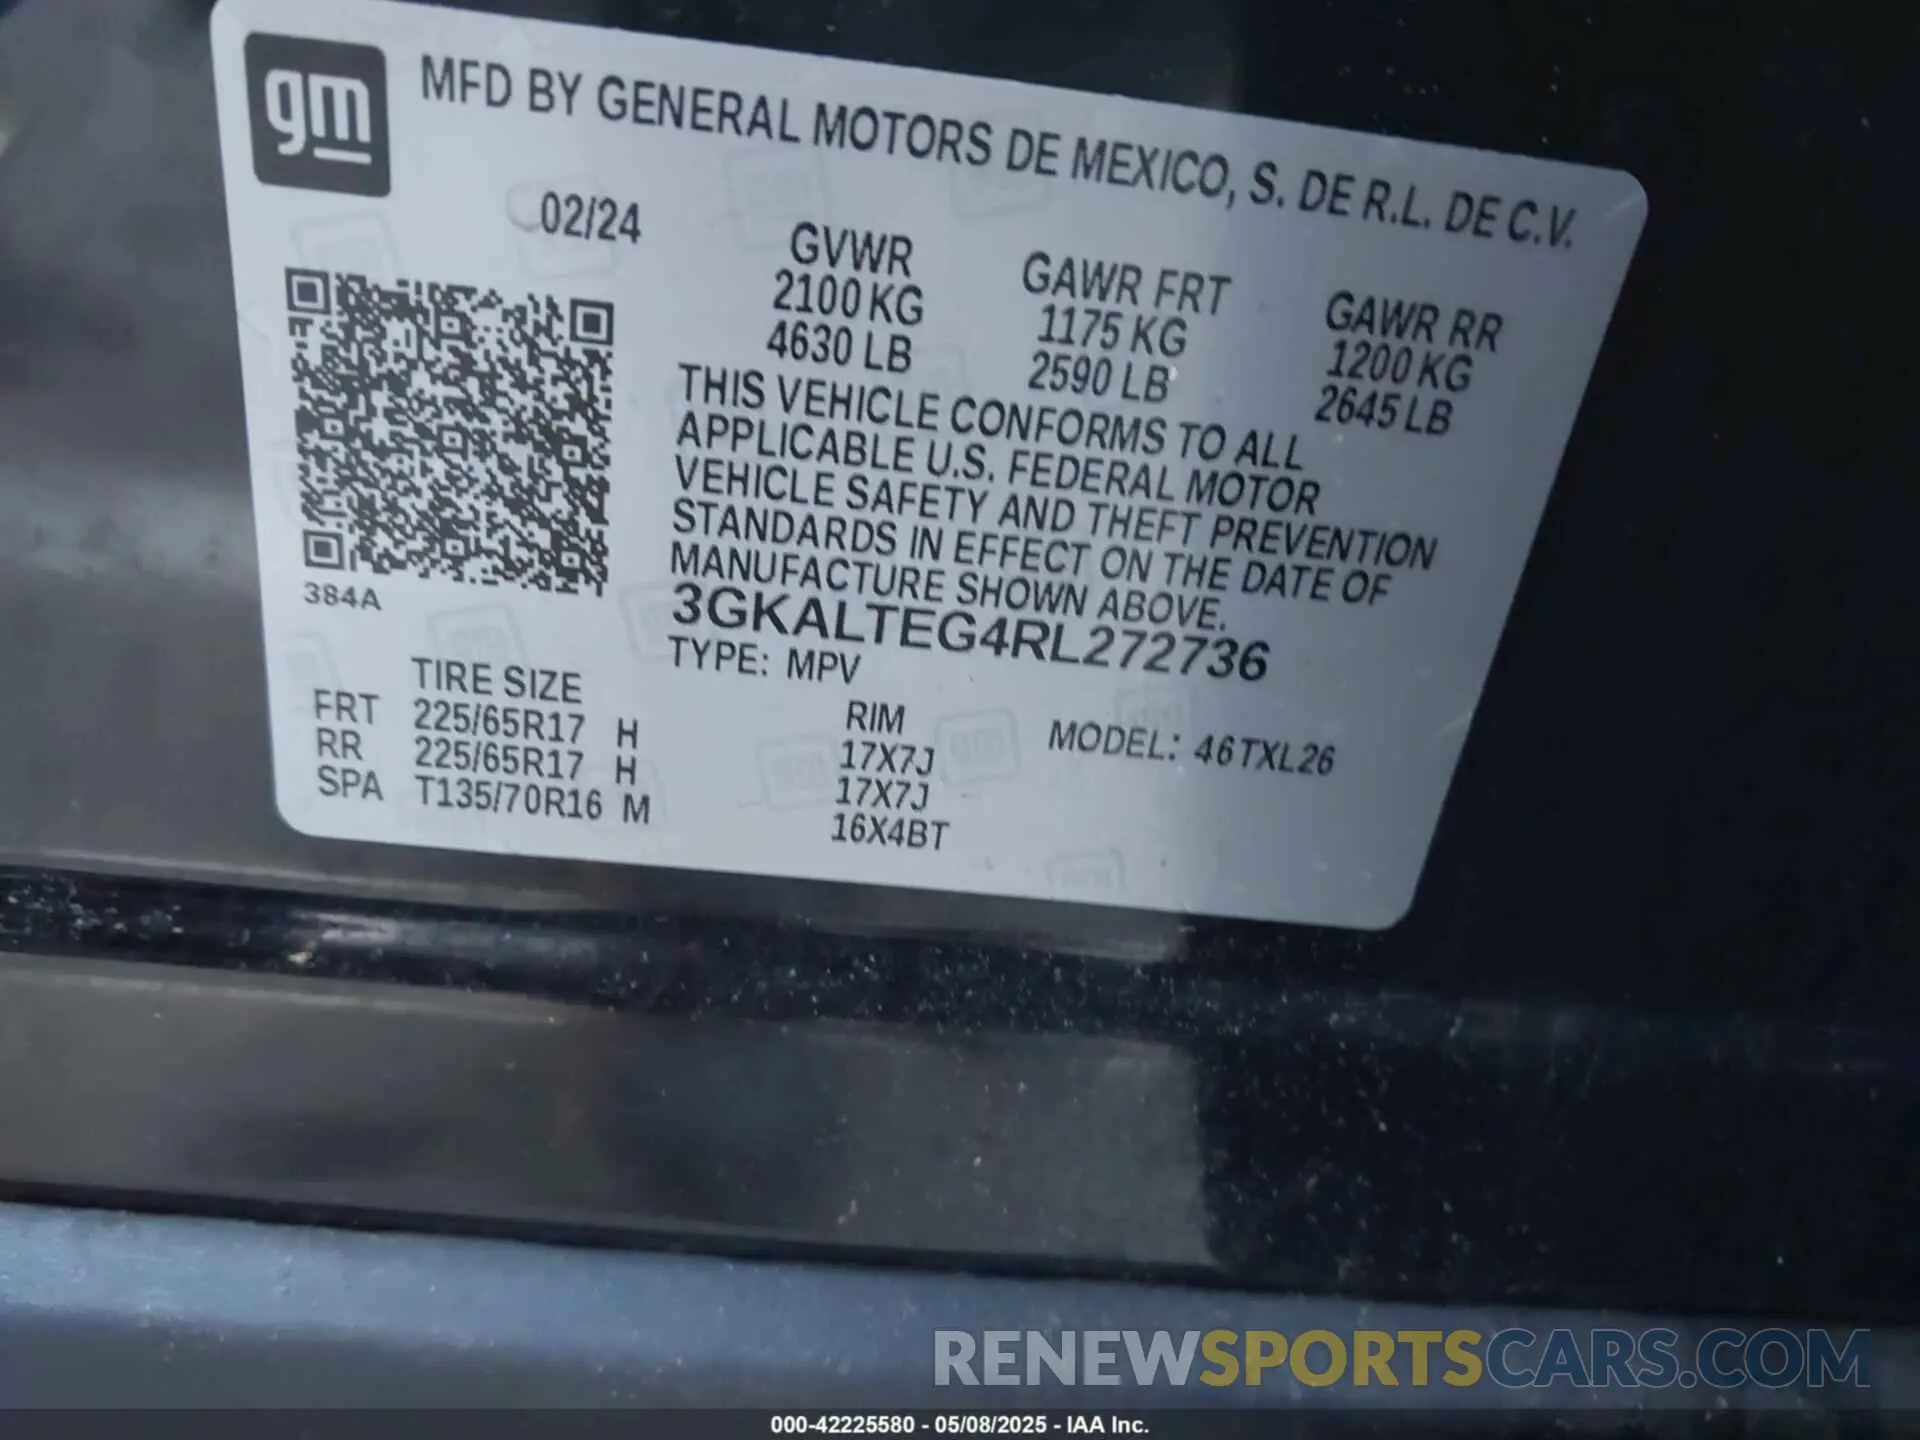 gm
MFD BY GENERAL MOTORS DE MEXICO, S. DE R.L. DE C.V.
02/24
GVWR
2100 KG
4630 LB
GAWR FRT
1175 KG
2590 LB
GAWR RR
1200 KG
2645 LB
THIS VEHICLE CONFORMS TO ALL
APPLICABLE U.S. FEDERAL MOTOR
VEHICLE SAFETY AND THEFT PREVENTION
STANDARDS IN EFFECT ON THE DATE OF
MANUFACTURE SHOWN ABOVE.
3GKALTEG4RL272736
TYPE: MPV
384A
TIRE SIZE RIM MODEL: 46TXL26
FRT 225/65R17 H 17X7J
RR 225/65R17 H 17X7J
SPA T135/70R16 M 16X4BT
RENEWSPORTSCARS.COM
000-42225580 - 05/08/2025 - IAA Inc.